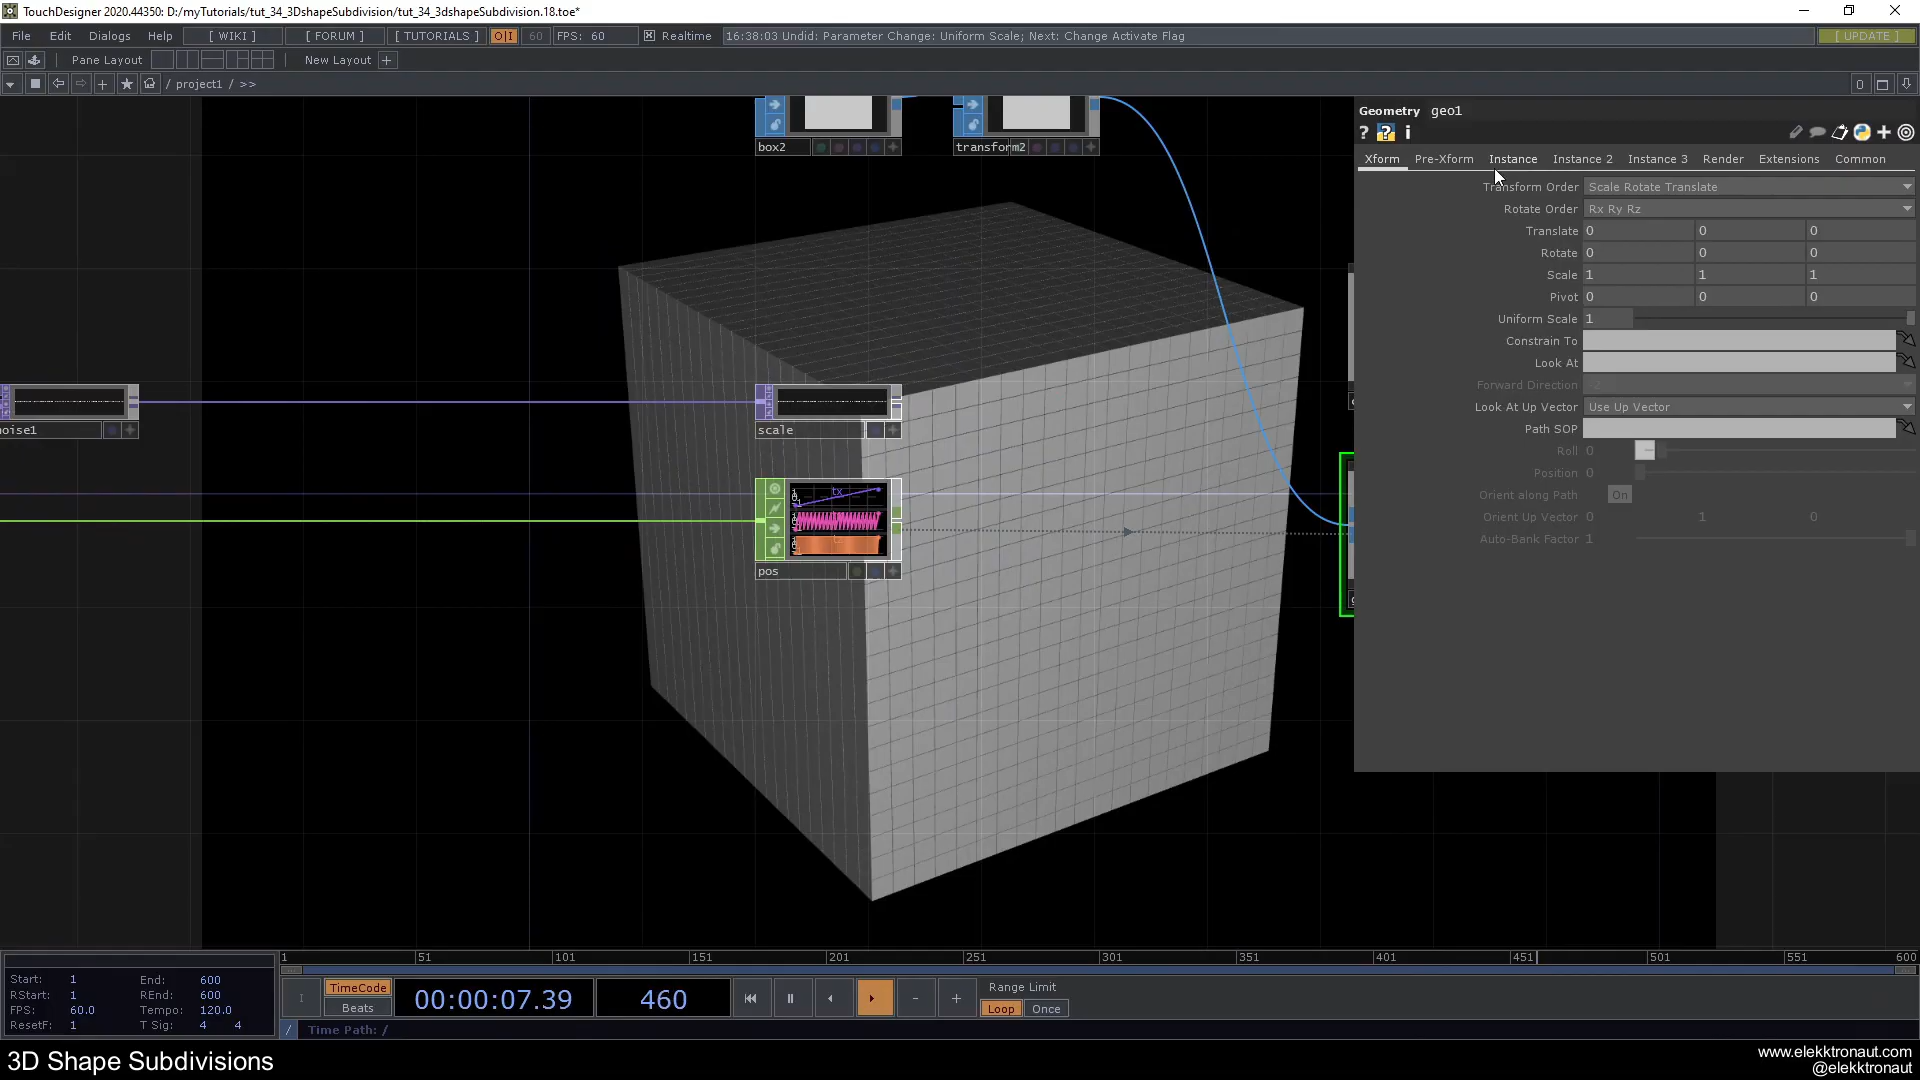 TouchDesigner 2020.44350: D:/myTutorials/tut_34_3DshapeSubdivision/tut_34_3dshapeSubdivision.18.toe*
File Edit Dialogs Help [ WIKI ] [ FORUM ] [ TUTORIALS ] O|I 60 FPS: 60 Realtime 16:38:03 Undid: Parameter Change: Uniform Scale; Next: Change Activate Flag [ UPDATE ]
Pane Layout New Layout +
/ project1 / >> 0
Geometry geo1
? ? i
box2 transform2
Xform Pre-Xform Instance Instance 2 Instance 3 Render Extensions Common
Transform Order Scale Rotate Translate
Rotate Order Rx Ry Rz
Translate 0 0 0
Rotate 0 0 0
Scale 1 1 1
Pivot 0 0 0
Uniform Scale 1
Constrain To
Look At
Forward Direction
Look At Up Vector Use Up Vector
Path SOP
Roll 0
Position 0
Orient along Path On
Orient Up Vector 0 1 0
Auto-Bank Factor 1
oise1
scale
tx
pos
1 51 101 151 201 251 301 351 401 451 501 551 600
Start: 1 End: 600
RStart: 1 REnd: 600
FPS: 60.0 Tempo: 120.0
ResetF: 1 T Sig: 4 4
TimeCode
Beats
00:00:07.39
460
Range Limit
Loop Once
/ Time Path: /
3D Shape Subdivisions
www.elekktronaut.com
@elekktronaut